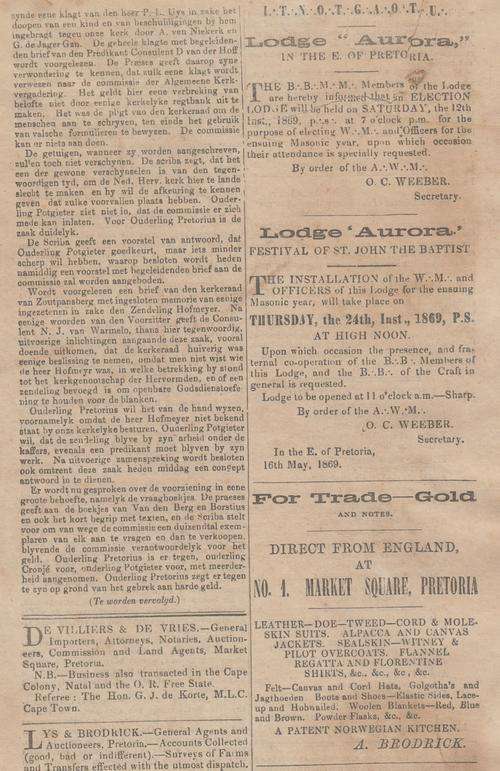 zynde eene klagt van den heer P. L. Uys in zake het
doopen van een kind en van beschuldigingen by hem
ingebragt tegen onze kerk door A. van Niekerk en
G. de Jager Gzn. De geheele klagte met begeleiden-
den brief van den Predikant Consulent D van der Hoff
wordt voorgelezen. De Præses geeft daarop zyne
verwondering te kennen, dat zulk eene klagt wordt
verwezen naar de commissie der Algemeene Kerk-
vergadering. Het geldt hier eene verbreking van
belofte niet door eenige kerkelyke regtbank uit te
maken. Het was de pligt van den kerkeraad om de
menschen aan te schryven, ten einde het gebruik
van valsche formulieren te bewyzen. De commissie
kan er niets aan doen.
De getuigen, wanneer zy worden aangeschreven,
zullen toch niet verschynen. De scriba zegt, dat het
een der gewone verschynselen is van den tegen-
woordigen tyd, om de Ned. Herv. kerk hier te lande
slecht te maken en hy wil de afkeuring te kennen
geven dat zulke voorvallen plaats hebben. Ouder-
ling Potgieter ziet niet in, dat de commissie er zich
mede kan inlaten. Voor Ouderling Pretorius is de
zaak duidelyk.
De Scriba geeft een voorstel van antwoord, dat
Ouderling Potgieter goedkeurt, maar iets minder
scherp wil hebben, waarop besloten wordt heden
namiddag een voorstel met begeleidenden brief aan de
commissie zal worden aangeboden.
Wordt voorgelezen een brief van den kerkeraad
van Zoutpansberg met ingesloten memorie van eenige
ingezetenen in zake den Zendeling Hofmeyer. Na
eenige woorden van den Voorzitter geeft de Consu-
lent N. J. van Warmelo, thans hier tegenwoordig,
uitvoerige inlichtingen aangaande deze zaak, vooral
doende uitkomen, dat de kerkeraad huiverig was
eenige beslissing te nemen, omdat men niet wist wie
de heer Hofmeyer was, in welke betrekking hy stond
tot het kerkgenootschap der Hervormden, en of een
zendeling bevoegd is om openbare Godsdienstoefe-
ning te houden voor de blanken.
Ouderling Pretorius wil het van de hand wyzen,
voornamelyk omdat de heer Hofmeyer niet bekend
staat by onze kerkelyke besturen. Ouderling Potgieter
wil, dat de zendeling blyve by zyn arbeid onder de
kaffers, evenals een predikant moet blyven by zyn
werk. Na uitvoerige zamenspreking wordt besloten
ook omtrent deze zaak heden middag een concept
antwoord in te dienen.
Er wordt nu gesproken over de voorziening in eene
groote behoefte, namelyk de vraagboekjes. De praeses
geeft aan de boekjes van Van den Berg en Borstius
en ook het kort begrip met texten, en de Scriba stelt
voor om van wege de commissie een duizendtal exem-
plaren van elk aan te vragen en dan te verkoopen,
blyvende de commissie verantwoordelyk voor het
geld. Ouderling Pretorius is er tegen, ouderling
Cronjé voor, ouderling Potgieter voor, met meerder-
heid aangenomen. Ouderling Pretorius zegt er tegen
te zyn op grond van het gebrek aan harde geld.
(Te worden vervolgd.)
DE VILLIERS & DE VRIES.—General
Importers, Attorneys, Notaries, Auction-
eers, Commission and Land Agents, Market
Square, Pretoria.
N.B.—Business also transacted in the Cape
Colony, Natal and the O. R. Free State.
Referee: The Hon. G. J. de Korte, M.L.C.
Cape Town.
LYS & BRODRICK.—General Agents and
Auctioneers, Pretoria.—Accounts Collected
(good, bad or indifferent).—Surveys of Farms
and Transfers effected with the utmost dispatch.
I.·.T.·.N.·.O.·.T.·.G.·.A.·.O.·.T.·.U.·.
Lodge "Aurora,"
IN THE E. OF PRETORIA.
THE B.·.B.·.M.·.M.·. Members of the Lodge
are hereby informed that an ELECTION
LODGE will be held on SATURDAY, the 12th
Inst., 1869, p.·.s.·. at 7 o'clock p.m. for the
purpose of electing W.·.M.·. and Officers for the
ensuing Masonic year, upon which occasion
their attendance is specially requested.
By order of the A.·.W.·.M.·.
O. C. WEEBER.
Secretary.
Lodge 'Aurora.'
FESTIVAL OF ST. JOHN THE BAPTIST
THE INSTALLATION of the W.·.M.·. and
OFFICERS of this Lodge for the ensuing
Masonic year, will take place on
THURSDAY, the 24th, Inst., 1869, P.S.
AT HIGH NOON.
Upon which occasion the presence, and fra-
ternal co-operation of the B.·.B.·. Members of
this Lodge, and the B.·.B.·. of the Craft in
general is requested.
Lodge to be opened at 11 o'clock a.m.—Sharp.
By order of the A.·.W.·.M.·.
O. C. WEEBER.
Secretary.
In the E. of Pretoria,
16th May, 1869.
For Trade—Gold
AND NOTES.
DIRECT FROM ENGLAND,
AT
NO. 1. MARKET SQUARE, PRETORIA
LEATHER—DOE—TWEED—CORD & MOLE-
SKIN SUITS. ALPACCA AND CANVAS
JACKETS. SEALSKIN—WITNEY &
PILOT OVERCOATS. FLANNEL
REGATTA AND FLORENTINE
SHIRTS, &c., &c., &c.
Felt—Canvas and Cord Hats, Golgotha's and
Jagthoeden Boots and Shoes—Elastic Sides, Lace-
up and Hobnailed. Woolen Blankets—Red, Blue
and Brown. Powder Flasks, &c., &c.
A PATENT NORWEGIAN KITCHEN.
A. BRODRICK.